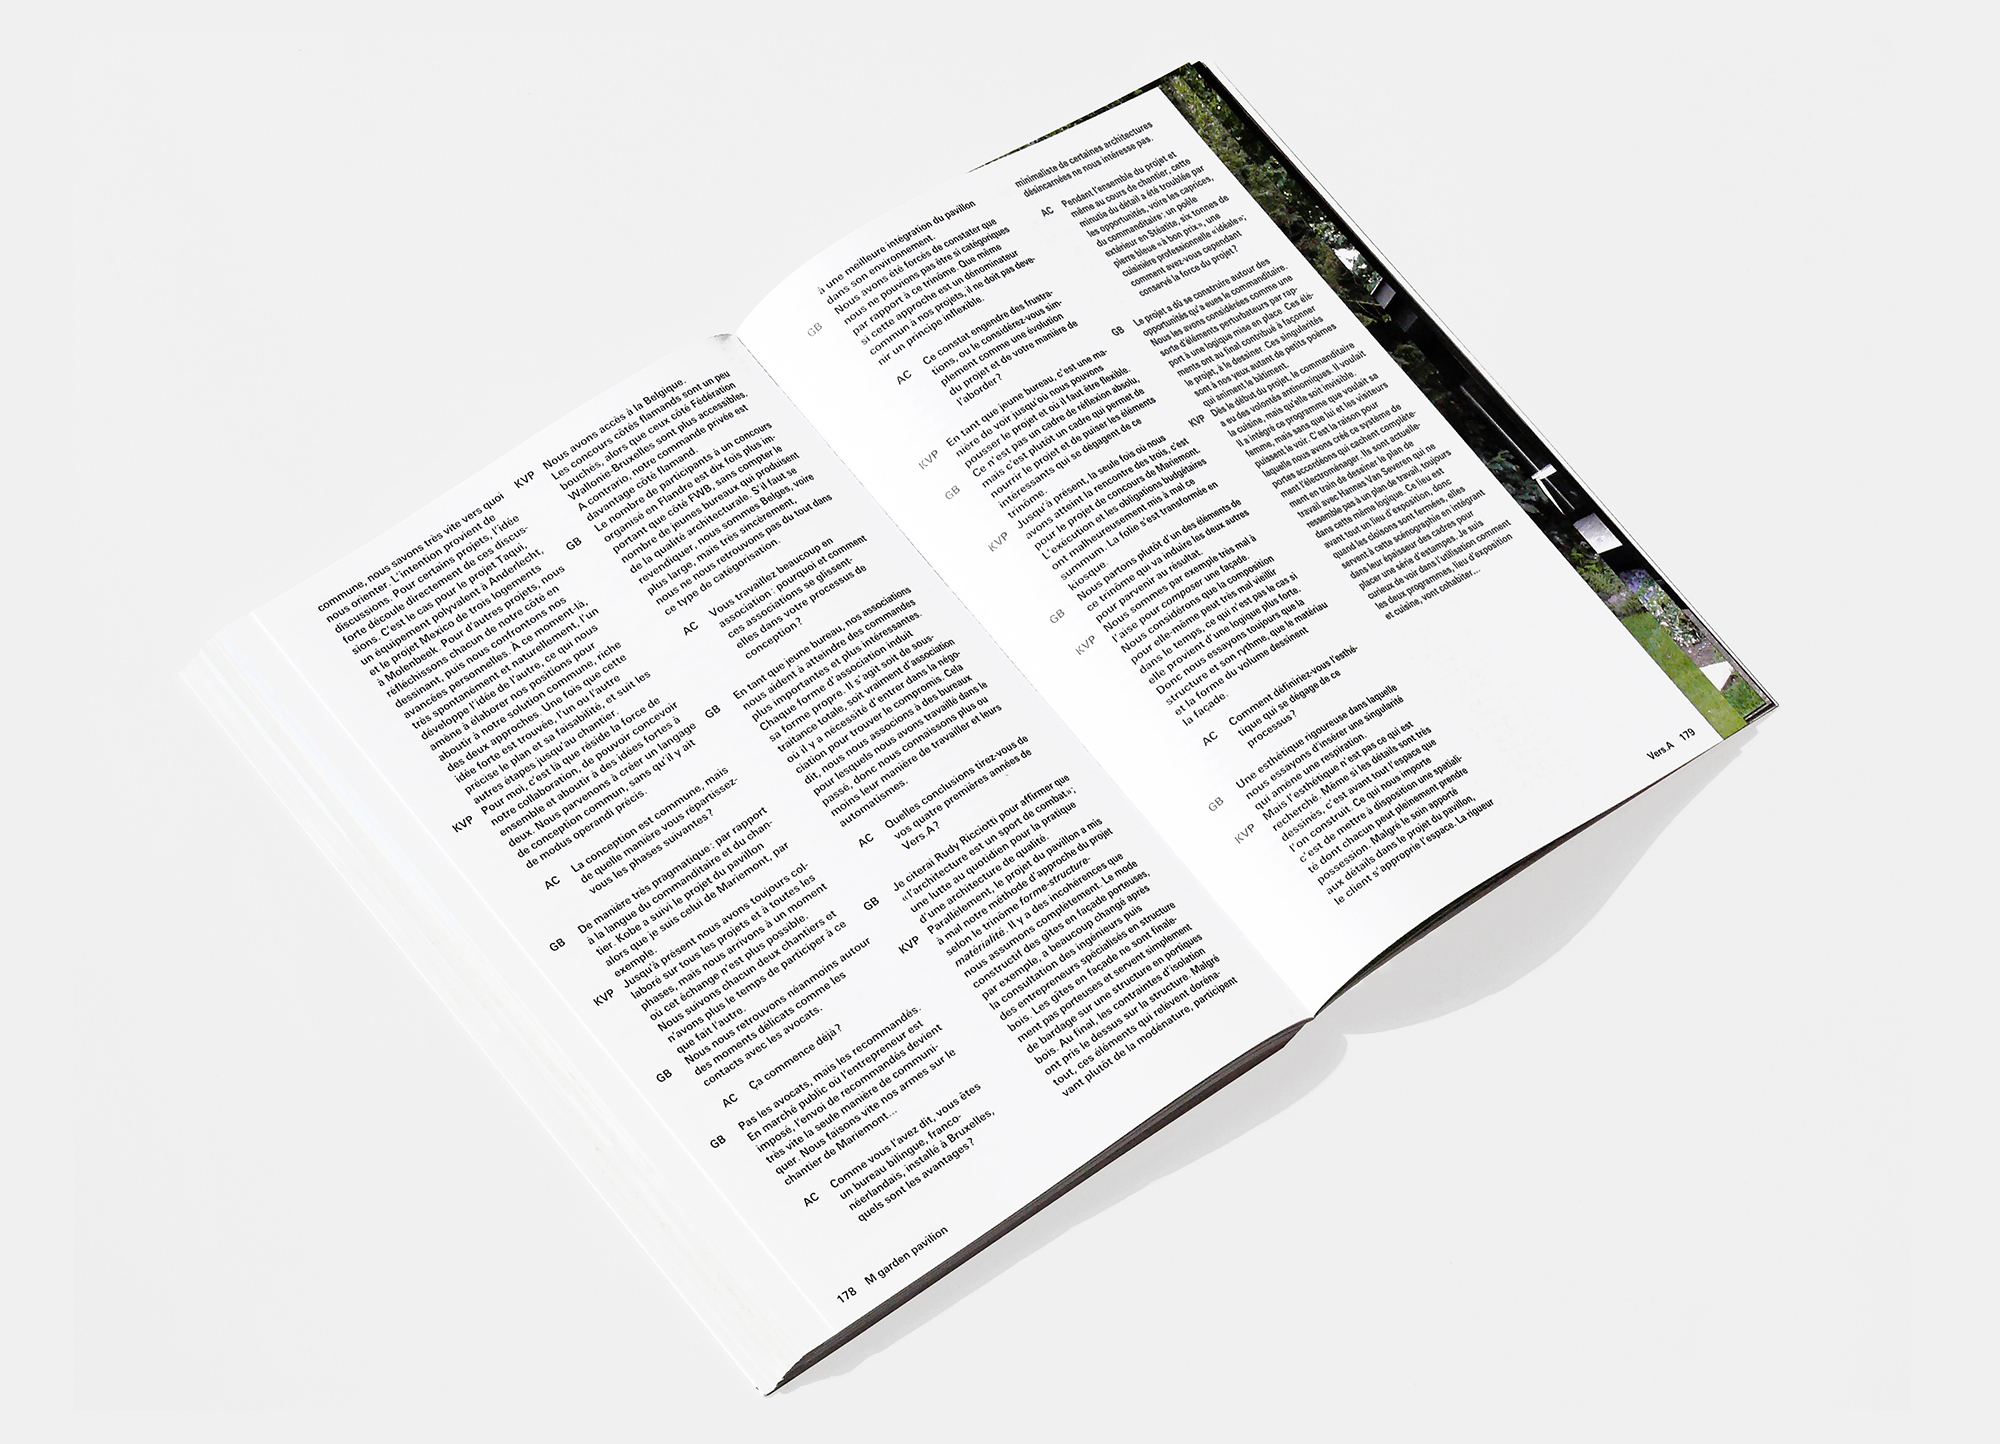 commune, nous savons très vite vers quoi
nous orienter. L'intention provient de
discussions. Pour certains projets, l'idée
forte découle directement de ces discus-
sions. C'est le cas pour le projet Toqui,
un équipement polyvalent à Anderlecht,
et le projet Mexico de trois logements
à Molenbeek. Pour d'autres projets, nous
réfléchissons chacun de notre côté en
dessinant, puis nous confrontons nos
avancées personnelles. À ce moment-là,
très spontanément et naturellement, l'un
développe l'idée de l'autre, ce qui nous
amène à élaborer nos positions pour
aboutir à notre solution commune, riche
des deux approches. Une fois que cette
idée forte est trouvée, l'un ou l'autre
précise le plan et sa faisabilité, et suit les
autres étapes jusqu'au chantier.
KVP Pour moi, c'est là que réside la force de
notre collaboration, de pouvoir concevoir
ensemble et aboutir à des idées fortes à
deux. Nous parvenons à créer un langage
de conception commun, sans qu'il y ait
de modus operandi précis.
AC La conception est commune, mais
de quelle manière vous répartissez-
vous les phases suivantes ?
GB De manière très pragmatique : par rapport
à la langue du commanditaire et du chan-
tier. Kobe a suivi le projet du pavillon
alors que je suis celui de Mariemont, par
exemple.
KVP Jusqu'à présent nous avons toujours col-
laboré sur tous les projets et à toutes les
phases, mais nous arrivons à un moment
où cet échange n'est plus possible.
Nous suivons chacun deux chantiers et
n'avons plus le temps de participer à ce
que fait l'autre.
GB Nous nous retrouvons néanmoins autour
des moments délicats comme les
contacts avec les avocats.
AC Ça commence déjà ?
GB Pas les avocats, mais les recommandés.
En marché public où l'entrepreneur est
imposé, l'envoi de recommandés devient
très vite la seule manière de communi-
quer. Nous faisons vite nos armes sur le
chantier de Mariemont…
AC Comme vous l'avez dit, vous êtes
un bureau bilingue, franco-
néerlandais, installé à Bruxelles,
quels sont les avantages ?
KVP Nous avons accès à la Belgique.
Les concours côtés flamands sont un peu
bouchés, alors que ceux côté Fédération
Wallonie-Bruxelles sont plus accessibles.
A contrario, notre commande privée est
davantage côté flamand.
GB Le nombre de participants à un concours
organisé en Flandre est dix fois plus im-
portant que côté FWB, sans compter le
nombre de jeunes bureaux qui produisent
de la qualité architecturale. S'il faut se
revendiquer, nous sommes Belges, voire
plus large, mais très sincèrement,
nous ne nous retrouvons pas du tout dans
ce type de catégorisation.
AC Vous travaillez beaucoup en
association : pourquoi et comment
ces associations se glissent-
elles dans votre processus de
conception ?
GB En tant que jeune bureau, nos associations
nous aident à atteindre des commandes
plus importantes et plus intéressantes.
Chaque forme d'association induit
sa forme propre. Il s'agit soit de sous-
traitance totale, soit vraiment d'association
où il y a nécessité d'entrer dans la négo-
ciation pour trouver le compromis. Cela
dit, nous nous associons à des bureaux
pour lesquels nous avons travaillé dans le
passé, donc nous connaissons plus ou
moins leur manière de travailler et leurs
automatismes.
AC Quelles conclusions tirez-vous de
vos quatre premières années de
Vers.A ?
GB Je citerai Rudy Ricciotti pour affirmer que
« l'architecture est un sport de combat » ;
une lutte au quotidien pour la pratique
d'une architecture de qualité.
KVP Parallèlement, le projet du pavillon a mis
à mal notre méthode d'approche du projet
selon le trinôme forme-structure-
matérialité. Il y a des incohérences que
nous assumons complètement. Le mode
constructif des gîtes en façade porteuses,
par exemple, a beaucoup changé après
la consultation des ingénieurs puis
des entrepreneurs spécialisés en structure
bois. Les gîtes en façade ne sont finale-
ment pas porteuses et servent simplement
de bardage sur une structure en portiques
bois. Au final, les contraintes d'isolation
ont pris le dessus sur la structure. Malgré
tout, ces éléments qui relèvent doréna-
vant plutôt de la modénature, participent
178 M garden pavilion
à une meilleure intégration du pavillon
dans son environnement.
GB Nous avons été forcés de constater que
nous ne pouvions pas être si catégoriques
par rapport à ce trinôme. Que même
si cette approche est un dénominateur
commun à nos projets, il ne doit pas deve-
nir un principe inflexible.
AC Ce constat engendre des frustra-
tions, ou le considérez-vous sim-
plement comme une évolution
du projet et de votre manière de
l'aborder ?
KVP En tant que jeune bureau, c'est une ma-
nière de voir jusqu'où nous pouvons
pousser le projet et où il faut être flexible.
GB Ce n'est pas un cadre de réflexion absolu,
mais c'est plutôt un cadre qui permet de
nourrir le projet et de puiser les éléments
intéressants qui se dégagent de ce
trinôme.
KVP Jusqu'à présent, la seule fois où nous
avons atteint la rencontre des trois, c'est
pour le projet de concours de Mariemont.
L'exécution et les obligations budgétaires
ont malheureusement mis à mal ce
summum. La folie s'est transformée en
kiosque.
GB Nous partons plutôt d'un des éléments de
ce trinôme qui va induire les deux autres
pour parvenir au résultat.
KVP Nous sommes par exemple très mal à
l'aise pour composer une façade.
Nous considérons que la composition
pour elle-même peut très mal vieillir
dans le temps, ce qui n'est pas le cas si
elle provient d'une logique plus forte.
Donc nous essayons toujours que la
structure et son rythme, que le matériau
et la forme du volume dessinent
la façade.
AC Comment définiriez-vous l'esthé-
tique qui se dégage de ce
processus ?
GB Une esthétique rigoureuse dans laquelle
nous essayons d'insérer une singularité
qui amène une respiration.
KVP Mais l'esthétique n'est pas ce qui est
recherché. Même si les détails sont très
dessinés, c'est avant tout l'espace que
l'on construit. Ce qui nous importe
c'est de mettre à disposition une spatiali-
té dont chacun peut pleinement prendre
possession. Malgré le soin apporté
aux détails dans le projet du pavillon,
le client s'approprie l'espace. La rigueur
minimaliste de certaines architectures
désincarnées ne nous intéresse pas.
AC Pendant l'ensemble du projet et
même au cours de chantier, cette
minutie du détail a été troublée par
les opportunités, voire les caprices,
du commanditaire : un poêle
extérieur en Stéatite, six tonnes de
pierre bleue « à bon prix », une
cuisinière professionnelle « idéale » ;
comment avez-vous cependant
conservé la force du projet ?
GB Le projet a dû se construire autour des
opportunités qu'a eues le commanditaire.
Nous les avons considérées comme une
sorte d'éléments perturbateurs par rap-
port à une logique mise en place. Ces élé-
ments ont au final contribué à façonner
le projet, à le dessiner. Ces singularités
sont à nos yeux autant de petits poèmes
qui animent le bâtiment.
KVP Dès le début du projet, le commanditaire
a eu des volontés antinomiques. Il voulait
la cuisine, mais qu'elle soit invisible.
Il a intégré ce programme que voulait sa
femme, mais sans que lui et les visiteurs
puissent le voir. C'est la raison pour
laquelle nous avons créé ce système de
portes accordéons qui cachent complète-
ment l'électroménager. Ils sont actuelle-
ment en train de dessiner le plan de
travail avec Hannes Van Severen qui ne
ressemble pas à un plan de travail, toujours
dans cette même logique. Ce lieu est
avant tout un lieu d'exposition, donc
quand les cloisons sont fermées, elles
servent à cette scénographie en intégrant
dans leur épaisseur des cadres pour
placer une série d'estampes. Je suis
curieux de voir dans l'utilisation comment
les deux programmes, lieu d'exposition
et cuisine, vont cohabiter…
Vers.A 179